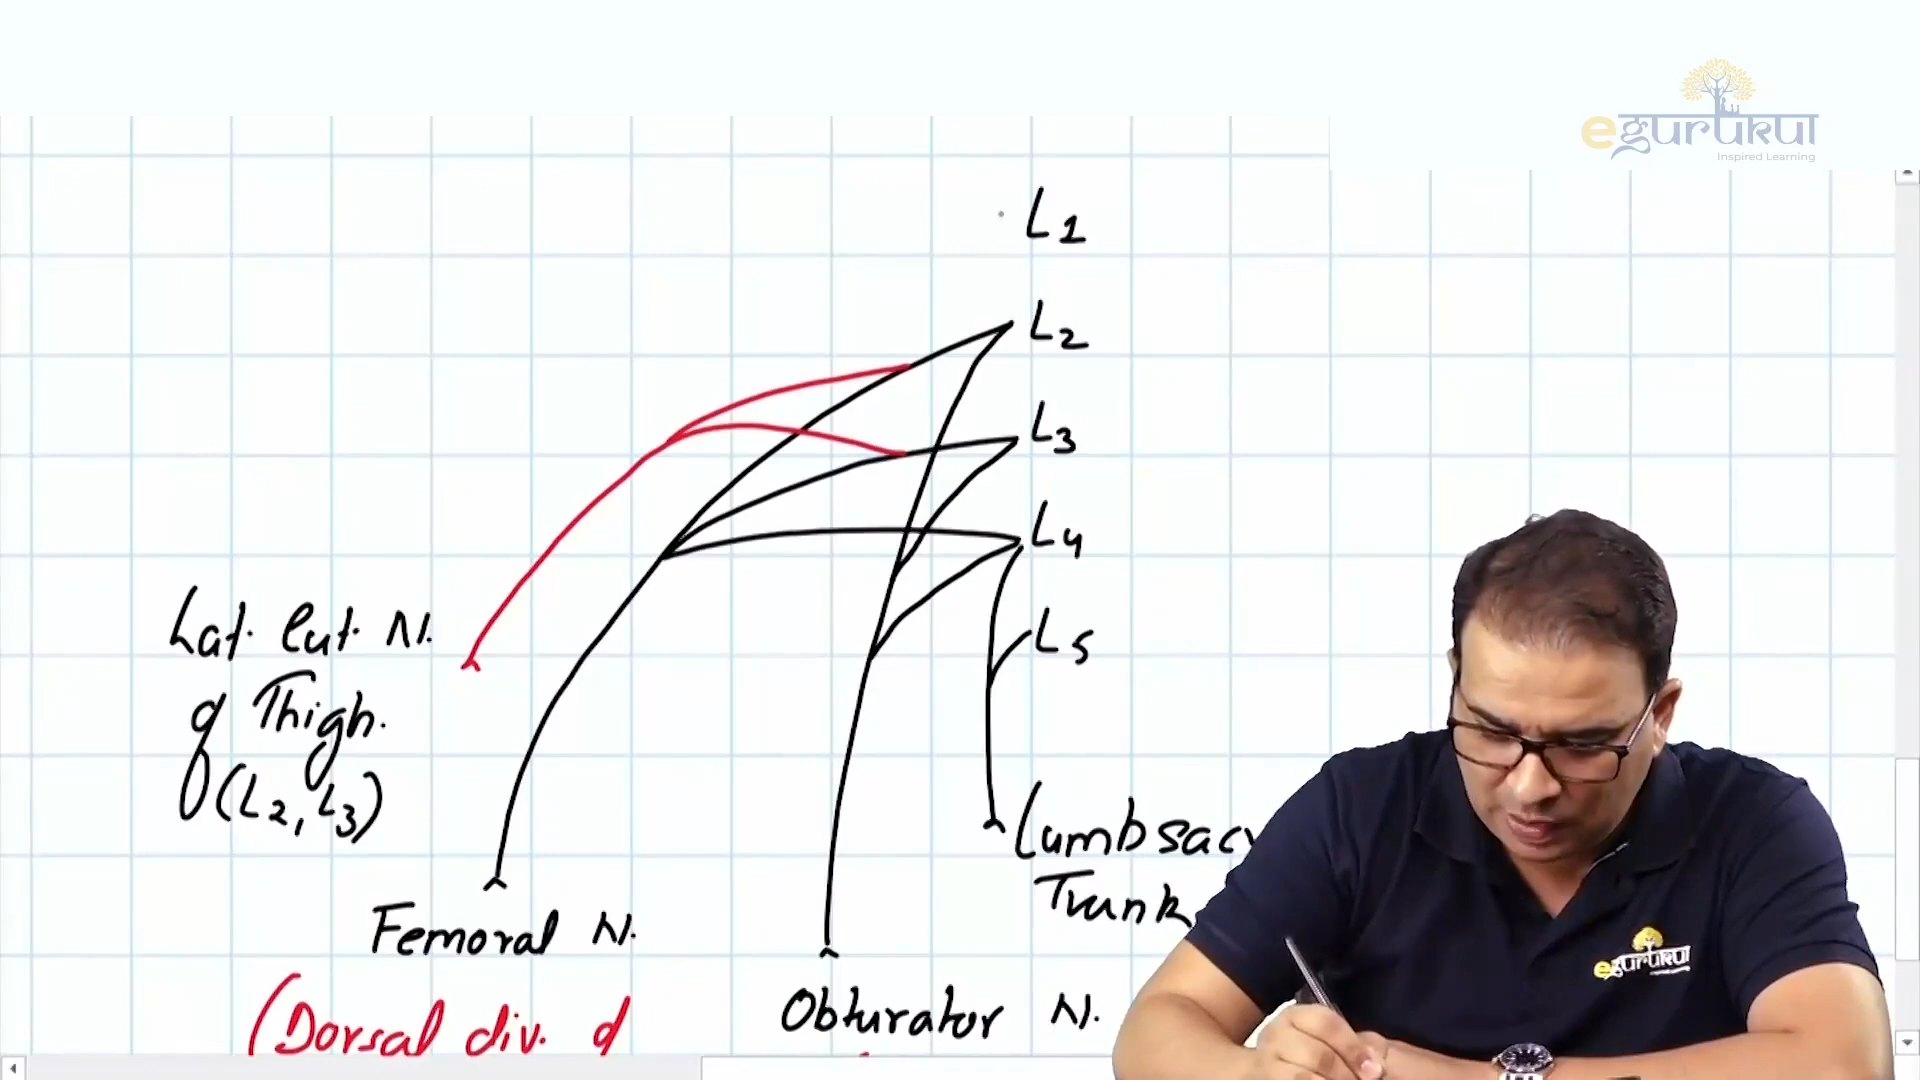 egurukul
Inspired Learning
L1
L2
L3
L4
L5
Lat. Cut. N.
of Thigh.
(L2, L3)
Lumbsacr
Trunk
Femoral N.
(Dorsal div. of
Obturator N.
egurukul